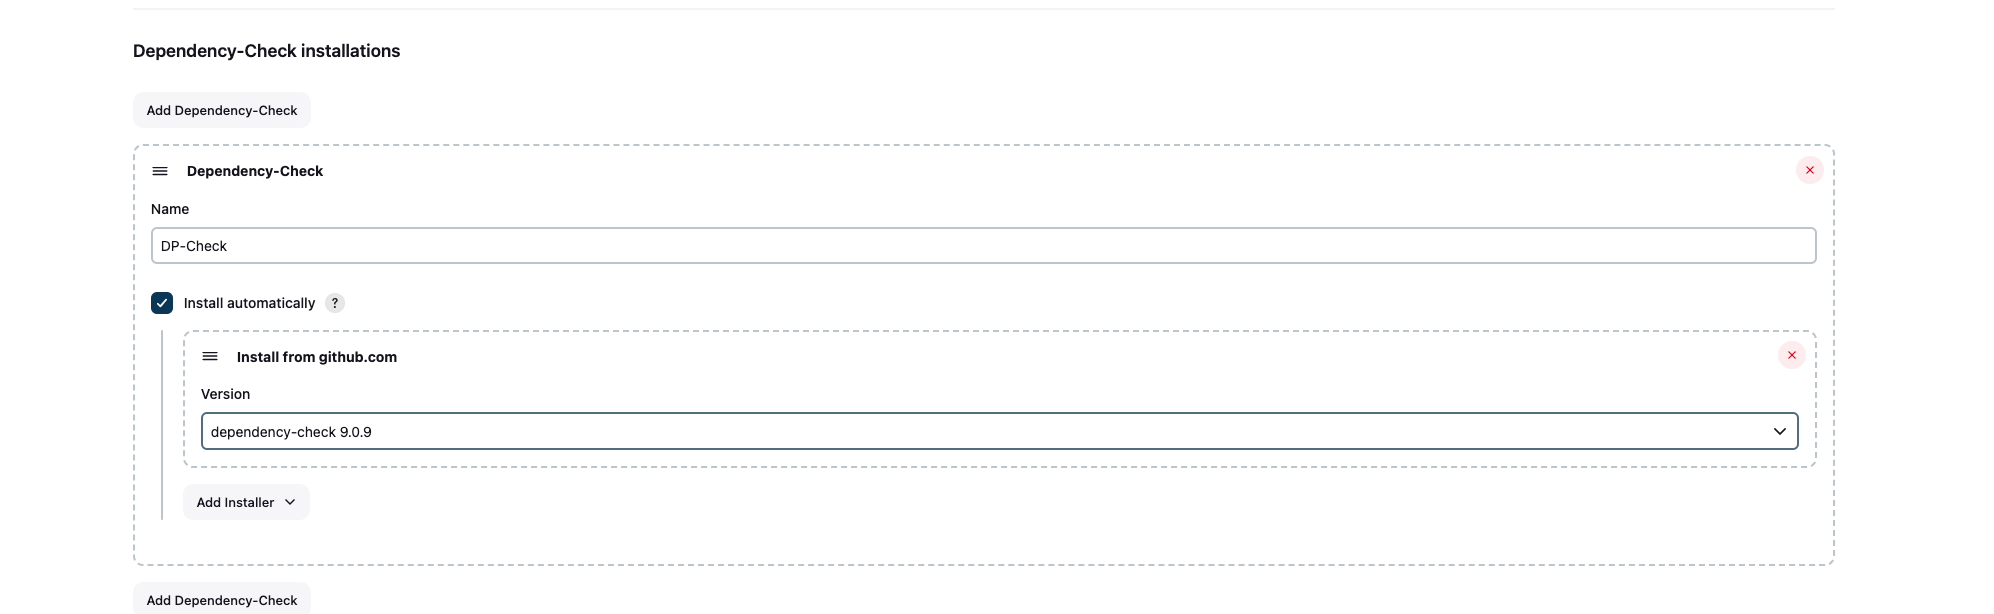 Dependency-Check installations
Add Dependency-Check
Dependency-Check
Name
DP-Check
Install automatically ?
Install from github.com
Version
dependency-check 9.0.9
Add Installer
Add Dependency-Check